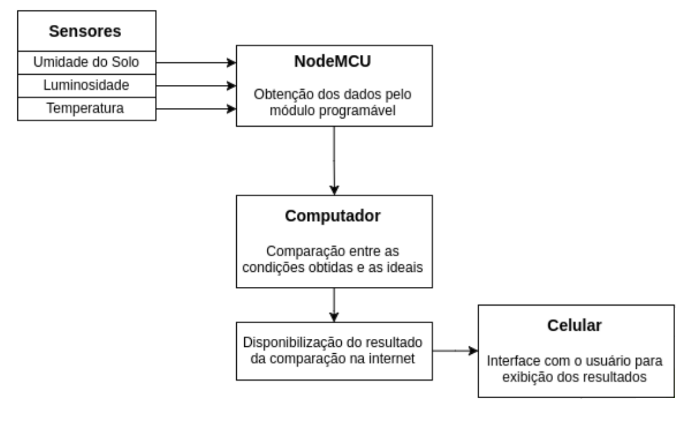 Sensores
Umidade do Solo
Luminosidade
Temperatura
NodeMCU
Obtenção dos dados pelo
módulo programável
Computador
Comparação entre as
condições obtidas e as ideais
Disponibilização do resultado
da comparação na internet
Celular
Interface com o usuário para
exibição dos resultados